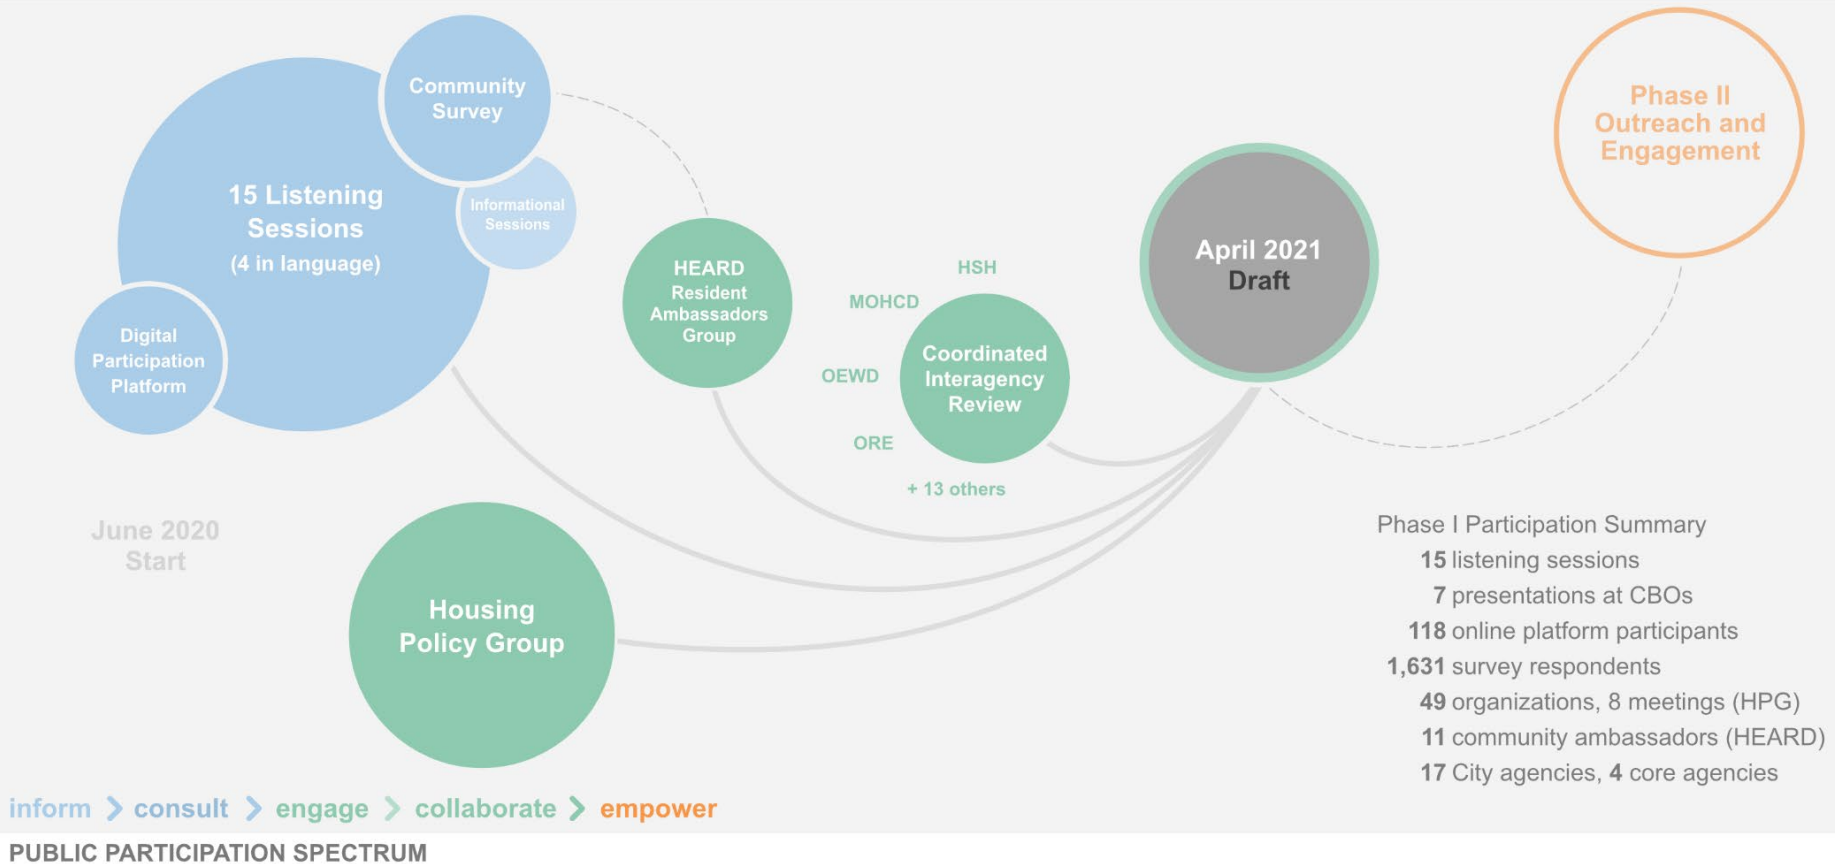 Community
Survey
15 Listening
Sessions
(4 in language)
Informational
Sessions
Digital
Participation
Platform
HEARD
Resident
Ambassadors
Group
HSH
MOHCD
OEWD
ORE
+ 13 others
Coordinated
Interagency
Review
April 2021
Draft
Phase II
Outreach and
Engagement
June 2020
Start
Housing
Policy Group
Phase I Participation Summary
15 listening sessions
7 presentations at CBOs
118 online platform participants
1,631 survey respondents
49 organizations, 8 meetings (HPG)
11 community ambassadors (HEARD)
17 City agencies, 4 core agencies
inform > consult > engage > collaborate > empower
PUBLIC PARTICIPATION SPECTRUM